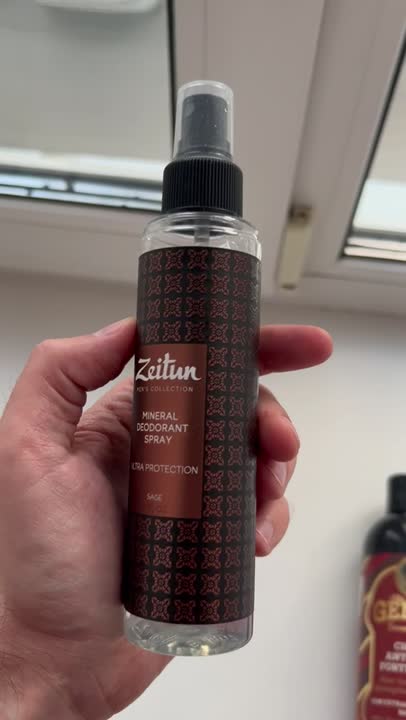 Zeitun
MEN'S COLLECTION
MINERAL
DEODORANT
SPRAY
ULTRA PROTECTION
SAGE